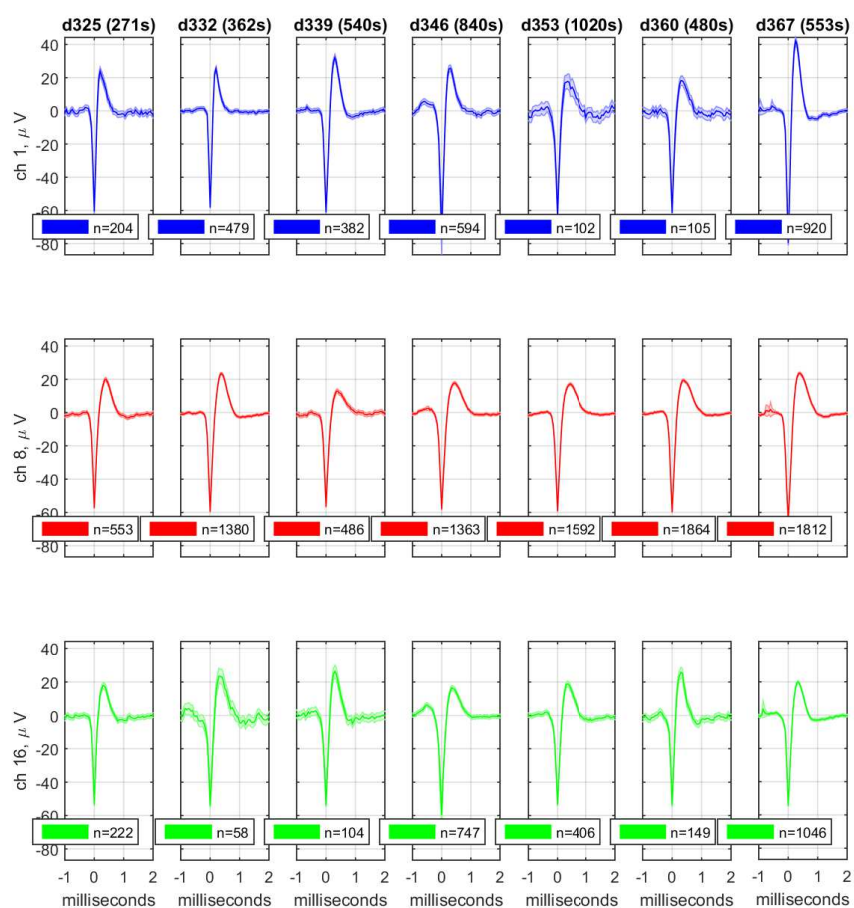 d325 (271s) d332 (362s) d339 (540s) d346 (840s) d353 (1020s) d360 (480s) d367 (553s)
40
20
0
-20
-40
-60
-80
ch 1, μ V
n=204 n=479 n=382 n=594 n=102 n=105 n=920
40
20
0
-20
-40
-60
-80
ch 8, μ V
n=553 n=1380 n=486 n=1363 n=1592 n=1864 n=1812
40
20
0
-20
-40
-60
-80
ch 16, μ V
n=222 n=58 n=104 n=747 n=406 n=149 n=1046
-1 0 1 2 -1 0 1 2 -1 0 1 2 -1 0 1 2 -1 0 1 2 -1 0 1 2 -1 0 1 2
milliseconds milliseconds milliseconds milliseconds milliseconds milliseconds milliseconds